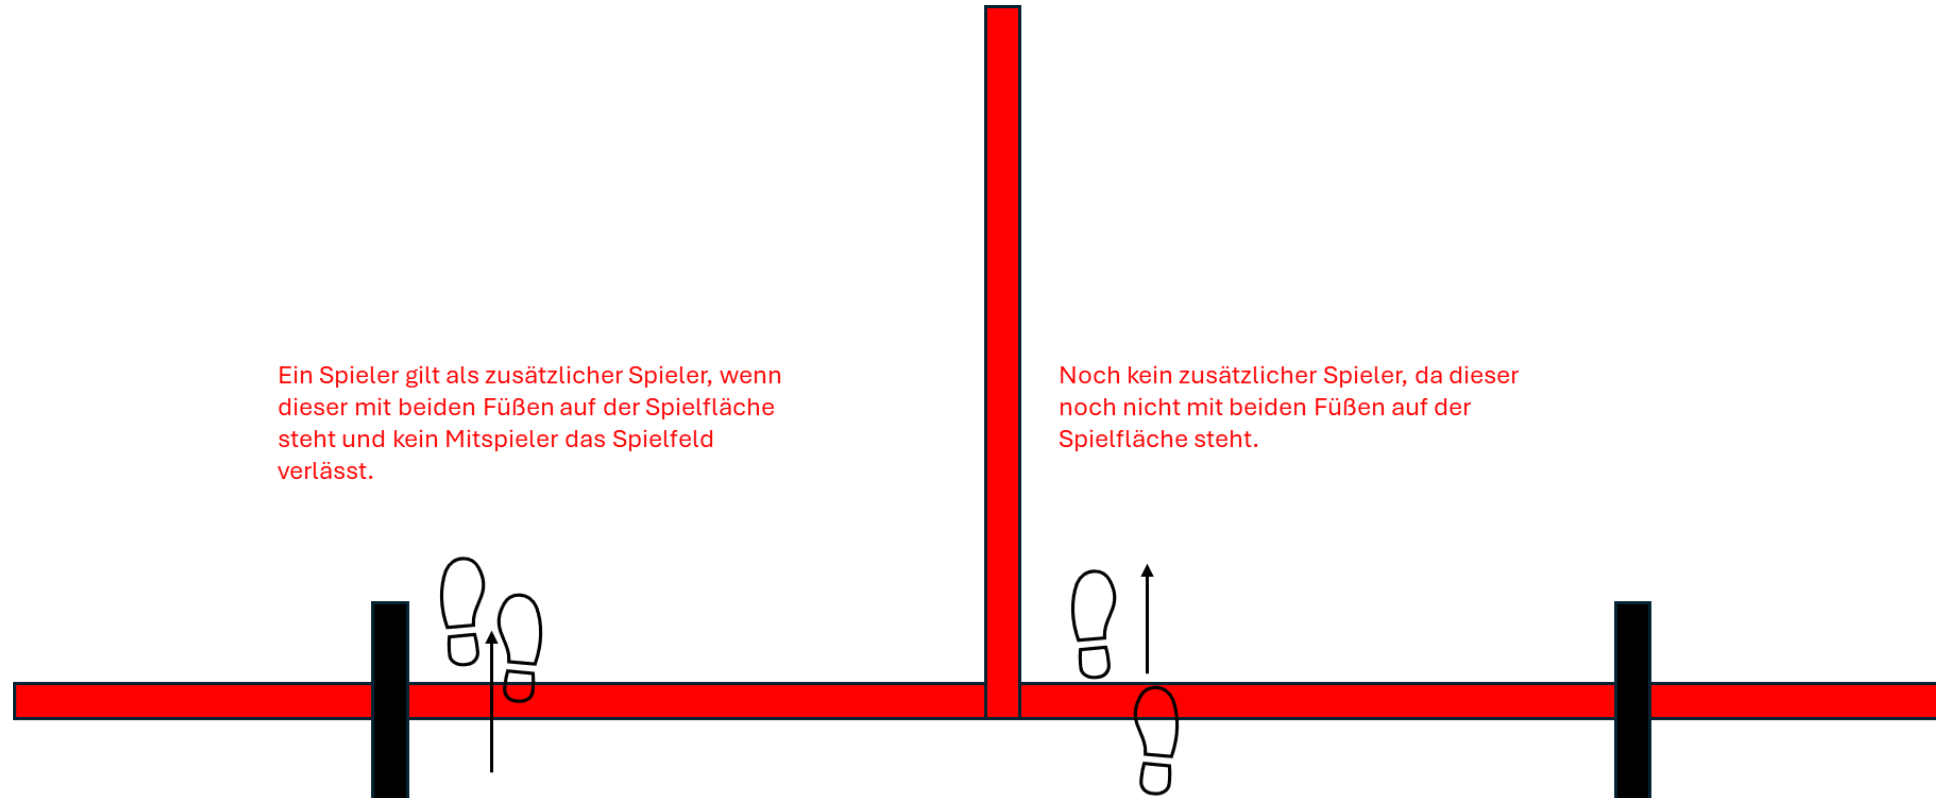 Ein Spieler gilt als zusätzlicher Spieler, wenn
dieser mit beiden Füßen auf der Spielfläche
steht und kein Mitspieler das Spielfeld
verlässt.
Noch kein zusätzlicher Spieler, da dieser
noch nicht mit beiden Füßen auf der
Spielfläche steht.